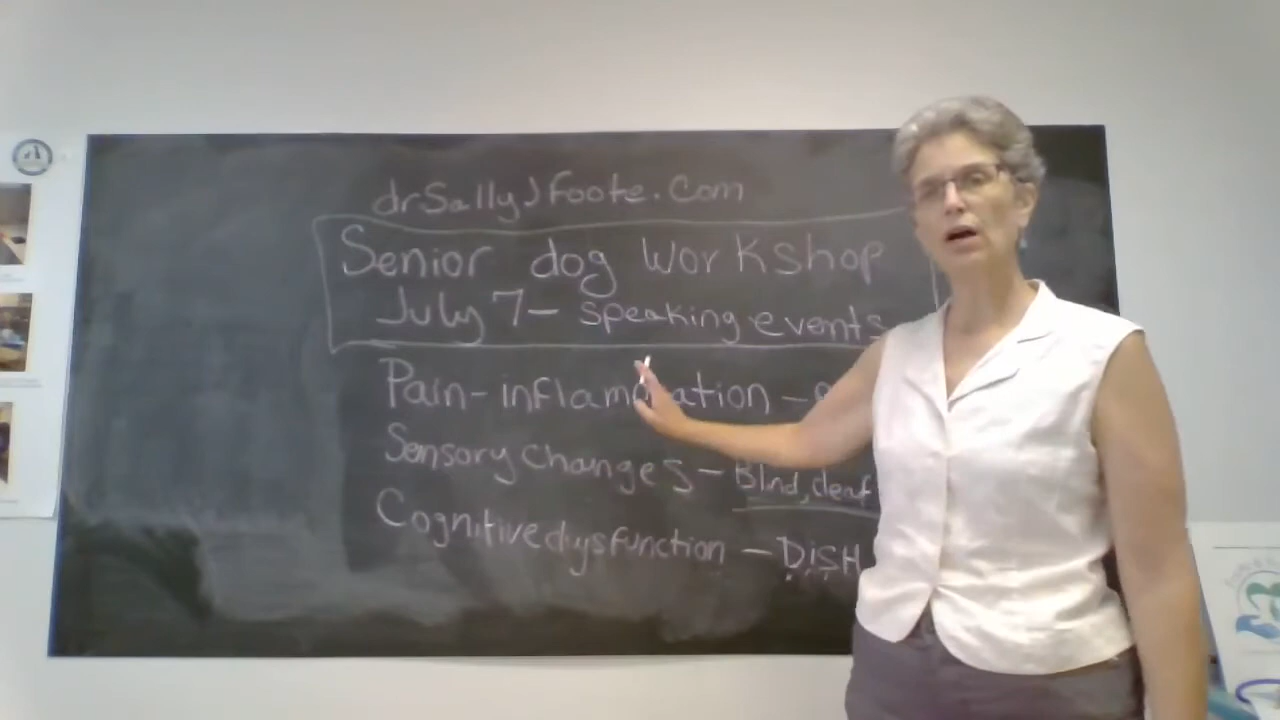 drSallyJFoote.Com
Senior dog Workshop
July 7- speaking events
Pain- inflam ation -
Sensory changes - Blnd, deaf
Cognitive dysfunction - DiSH